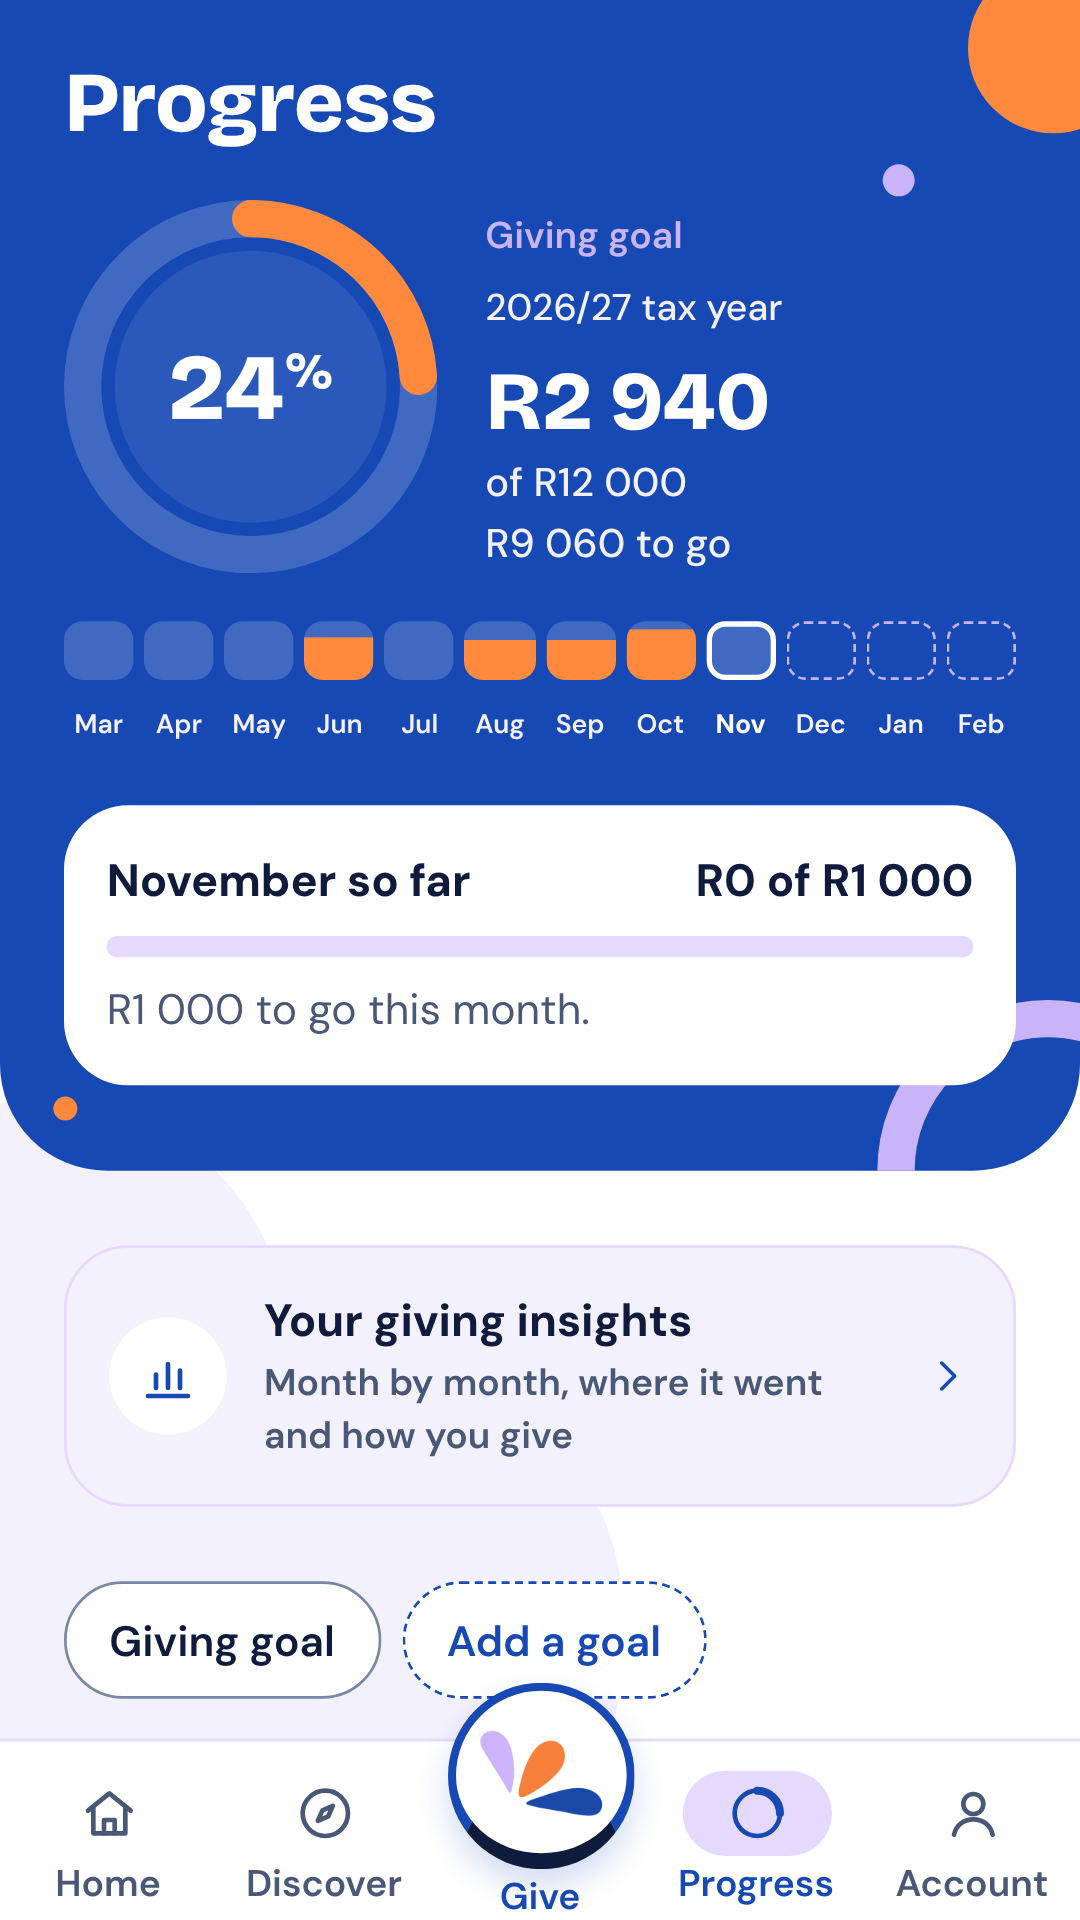 Progress
24%
Giving goal
2026/27 tax year
R2 940
of R12 000
R9 060 to go
Mar Apr May Jun Jul Aug Sep Oct Nov Dec Jan Feb
November so far R0 of R1 000
R1 000 to go this month.
Your giving insights
Month by month, where it went
and how you give
Giving goal Add a goal
Home Discover Give Progress Account